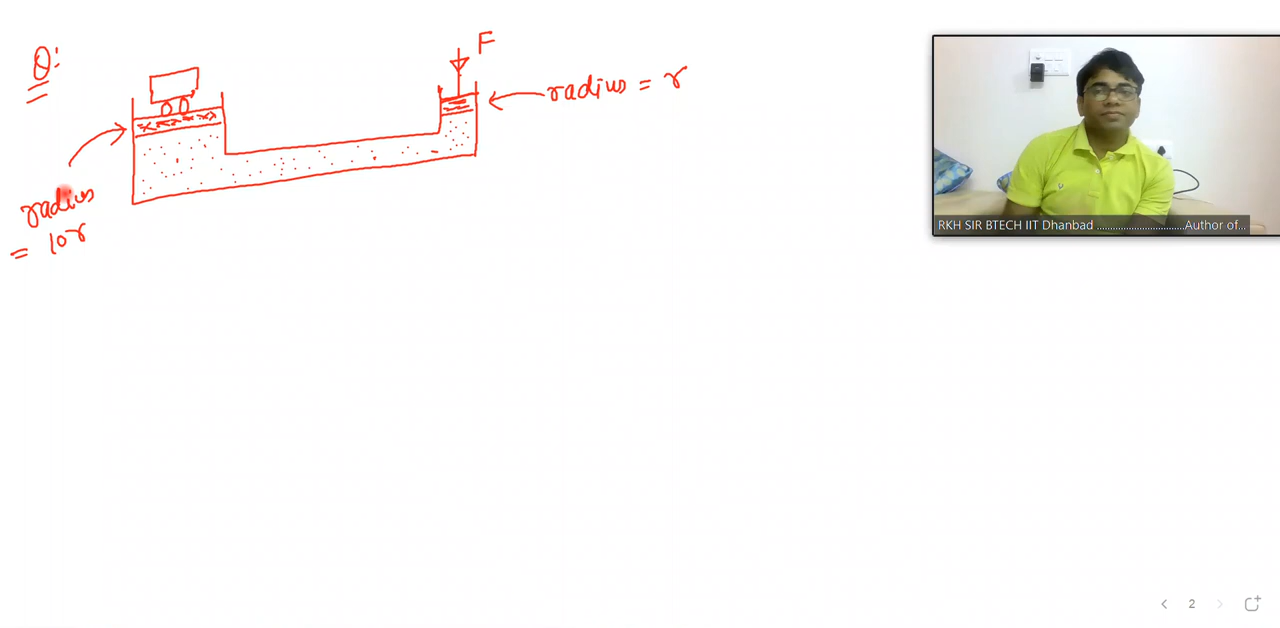 Q:
F
radius = r
radius
= 10r
RKH SIR BTECH IIT Dhanbad ..................................Author of...
2